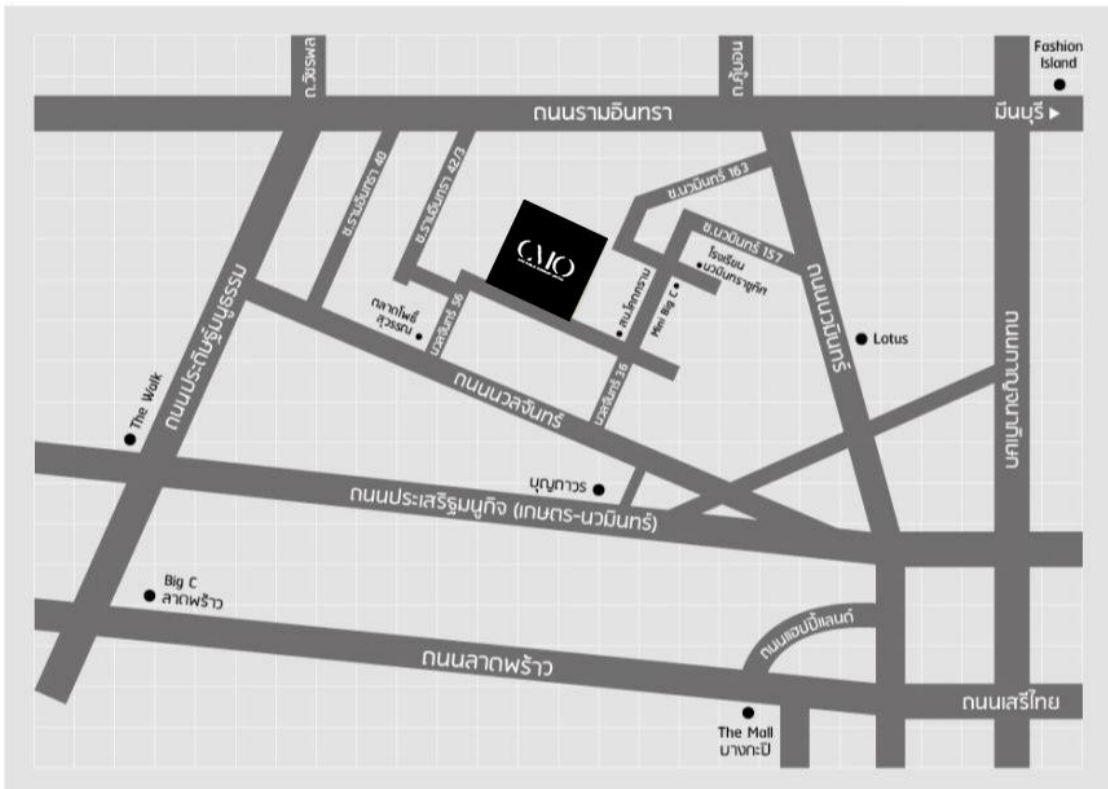 Fashion
Island
ถ.วัชรพล
ถ.คู้บอน
ถนนรามอินทรา
มีนบุรี
ซ.รามอินทรา 40
ซ.รามอินทรา 42/3
ซ.นวมินทร์ 163
ซ.นวมินทร์ 157
โรงเรียน
นวมินทราชูทิศ
CMO
สน.โคกคราม
Mini Big C
ตลาดโพธิ์
สุวรรณ
นวลจันทร์ 56
นวลจันทร์ 36
ถนนประดิษฐ์มนูธรรม
ถนนนวมินทร์
Lotus
ถนนกาญจนาภิเษก
ถนนนวลจันทร์
The Walk
บุญถาวร
ถนนประเสริฐมนูกิจ (เกษตร-นวมินทร์)
Big C
ลาดพร้าว
ถนนแฮปปี้แลนด์
ถนนลาดพร้าว
ถนนเสรีไทย
The Mall
บางกะปิ